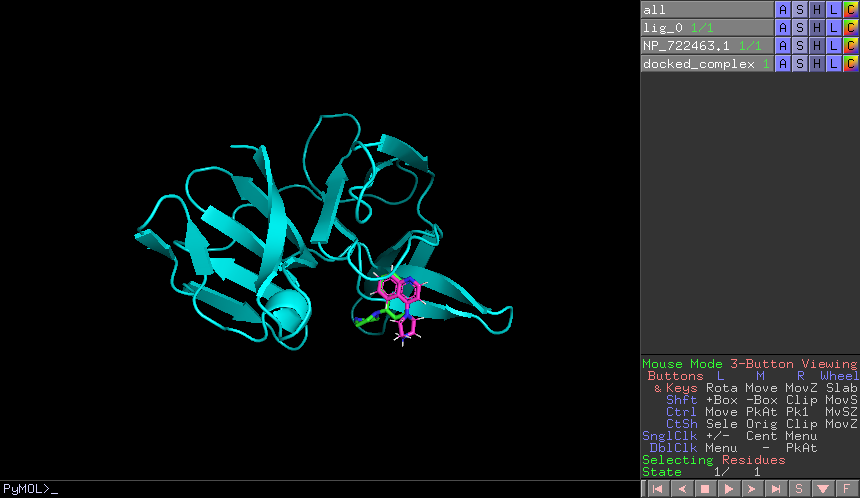 all A S H L C
lig_0 1/1 A S H L C
NP_722463.1 1/1 A S H L C
docked_complex 1 A S H L C
Mouse Mode 3-Button Viewing
Buttons L M R Wheel
& Keys Rota Move MovZ Slab
Shft +Box -Box Clip MovS
Ctrl Move PkAt Pk1 MvSZ
CtSh Sele Orig Clip MovZ
SnglClk +/- Cent Menu
DblClk Menu - PkAt
Selecting Residues
State 1/ 1
PyMOL>_ S F